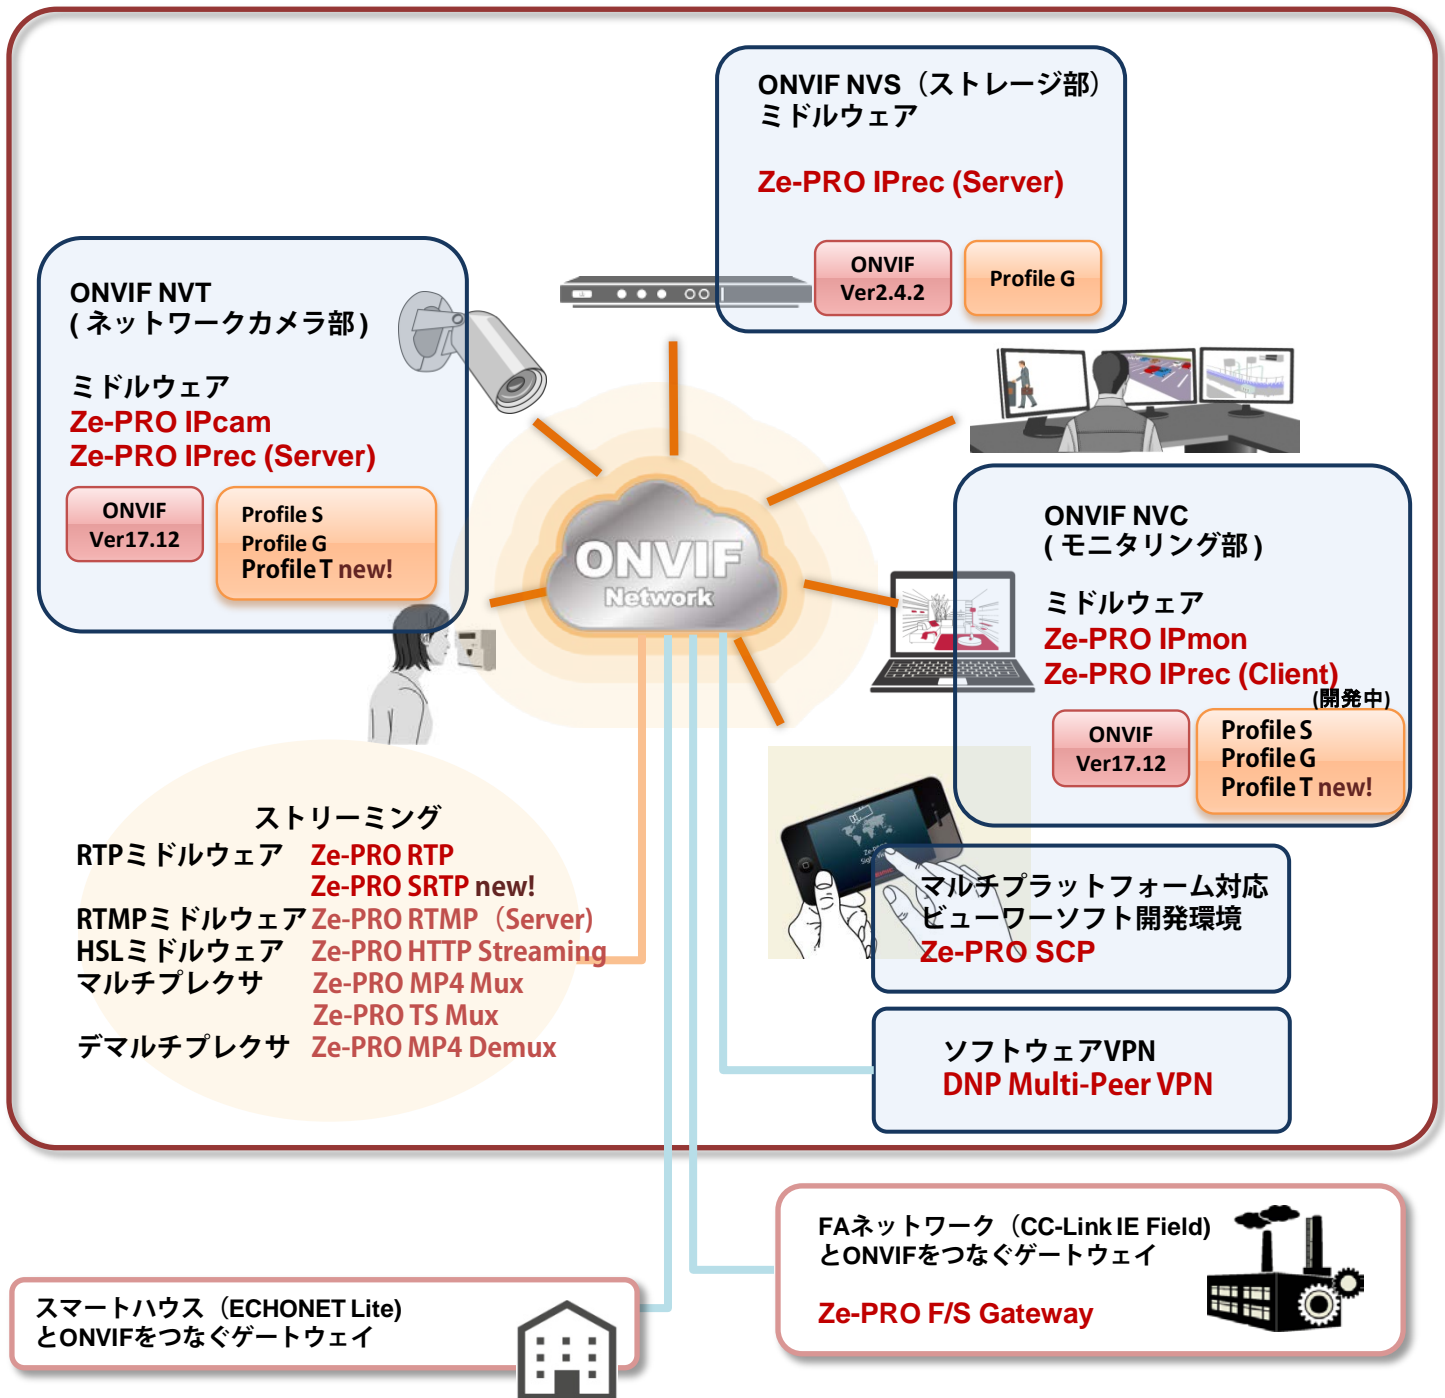 ONVIF NVS（ストレージ部）
ミドルウェア
Ze-PRO IPrec (Server)
ONVIF
Ver2.4.2
Profile G
ONVIF NVT
( ネットワークカメラ部 )
ミドルウェア
Ze-PRO IPcam
Ze-PRO IPrec (Server)
ONVIF
Ver17.12
Profile S
Profile G
Profile T new!
ONVIF
Network
ONVIF NVC
( モニタリング部 )
ミドルウェア
Ze-PRO IPmon
Ze-PRO IPrec (Client)
(開発中)
ONVIF
Ver17.12
Profile S
Profile G
Profile T new!
ストリーミング
RTPミドルウェア Ze-PRO RTP
Ze-PRO SRTP new!
RTMPミドルウェア Ze-PRO RTMP（Server)
HSLミドルウェア Ze-PRO HTTP Streaming
マルチプレクサ Ze-PRO MP4 Mux
Ze-PRO TS Mux
デマルチプレクサ Ze-PRO MP4 Demux
マルチプラットフォーム対応
ビューワーソフト開発環境
Ze-PRO SCP
ソフトウェアVPN
DNP Multi-Peer VPN
FAネットワーク（CC-Link IE Field)
とONVIFをつなぐゲートウェイ
Ze-PRO F/S Gateway
スマートハウス（ECHONET Lite)
とONVIFをつなぐゲートウェイ